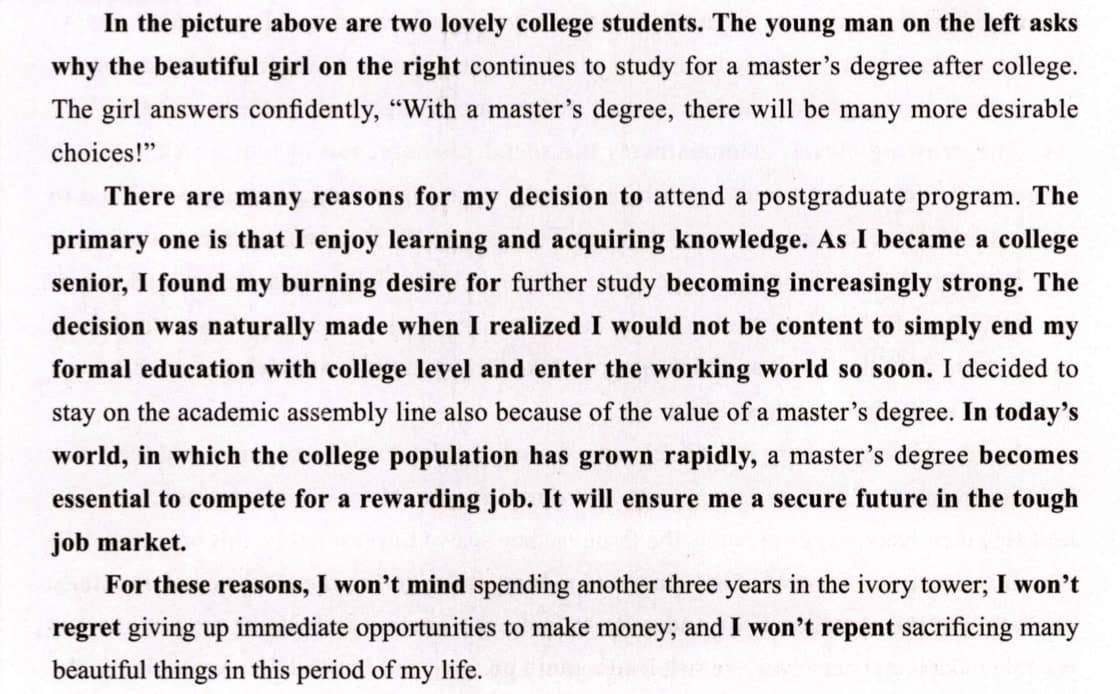 In the picture above are two lovely college students. The young man on the left asks
why the beautiful girl on the right continues to study for a master's degree after college.
The girl answers confidently, “With a master's degree, there will be many more desirable
choices!”
There are many reasons for my decision to attend a postgraduate program. The
primary one is that I enjoy learning and acquiring knowledge. As I became a college
senior, I found my burning desire for further study becoming increasingly strong. The
decision was naturally made when I realized I would not be content to simply end my
formal education with college level and enter the working world so soon. I decided to
stay on the academic assembly line also because of the value of a master's degree. In today's
world, in which the college population has grown rapidly, a master's degree becomes
essential to compete for a rewarding job. It will ensure me a secure future in the tough
job market.
For these reasons, I won't mind spending another three years in the ivory tower; I won't
regret giving up immediate opportunities to make money; and I won't repent sacrificing many
beautiful things in this period of my life.